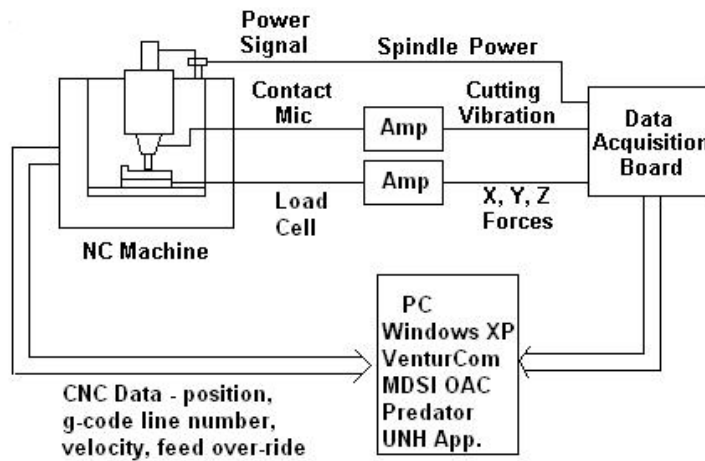 Power
Signal
Spindle Power
Contact
Mic
Amp
Cutting
Vibration
Data
Acquisition
Board
Load
Cell
Amp
X, Y, Z
Forces
NC Machine
PC
Windows XP
VenturCom
MDSI OAC
Predator
UNH App.
CNC Data - position,
g-code line number,
velocity, feed over-ride